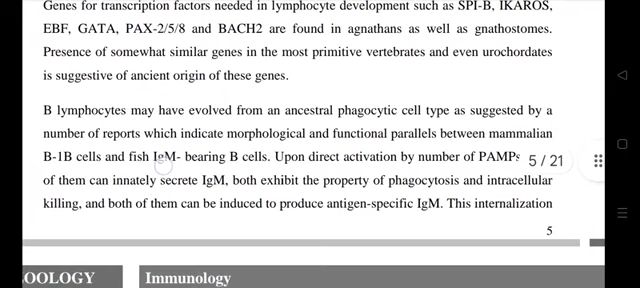 Genes for transcription factors needed in lymphocyte development such as SPI-B, IKAROS,
EBF, GATA, PAX-2/5/8 and BACH2 are found in agnathans as well as gnathostomes.
Presence of somewhat similar genes in the most primitive vertebrates and even urochordates
is suggestive of ancient origin of these genes.
B lymphocytes may have evolved from an ancestral phagocytic cell type as suggested by a
number of reports which indicate morphological and functional parallels between mammalian
B-1B cells and fish IgM- bearing B cells. Upon direct activation by number of PAMPs
5 / 21
of them can innately secrete IgM, both exhibit the property of phagocytosis and intracellular
killing, and both of them can be induced to produce antigen-specific IgM. This internalization
5
OOLOGY
Immunology